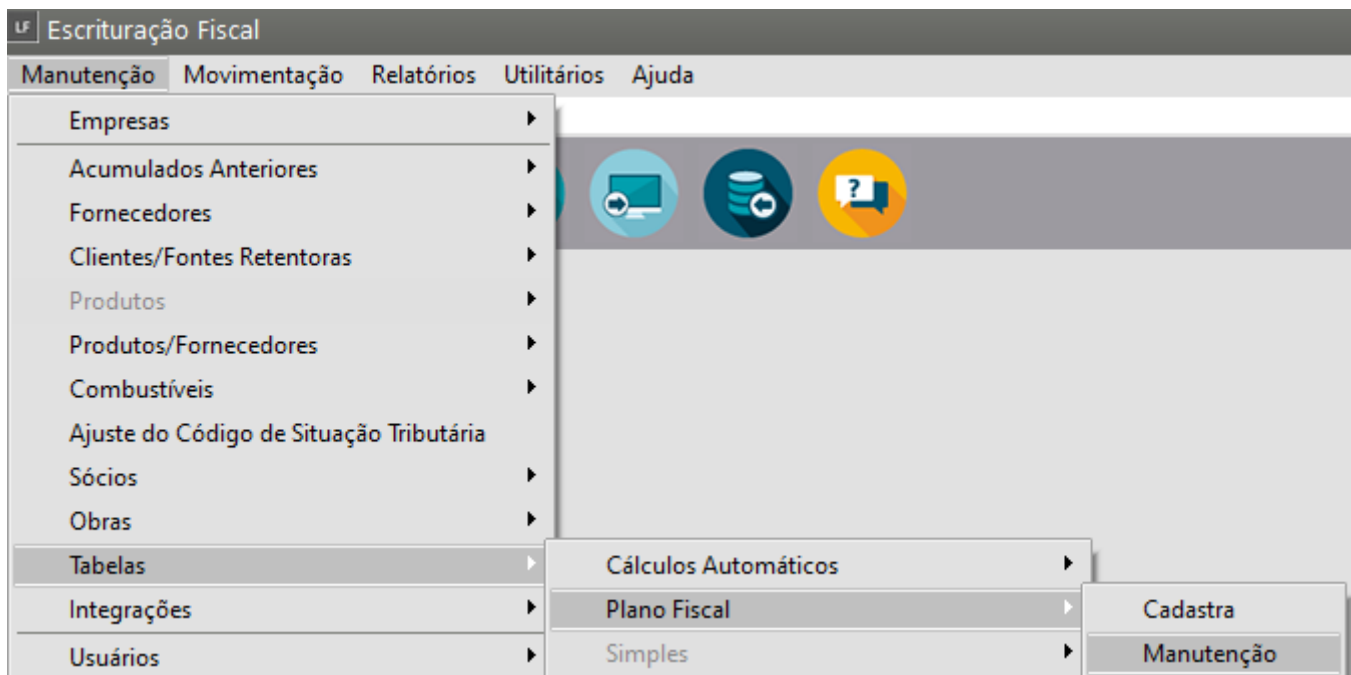 LF Escrituração Fiscal
Manutenção Movimentação Relatórios Utilitários Ajuda
Empresas
Acumulados Anteriores
Fornecedores
Clientes/Fontes Retentoras
Produtos
Produtos/Fornecedores
Combustíveis
Ajuste do Código de Situação Tributária
Sócios
Obras
Tabelas Cálculos Automáticos
Integrações Plano Fiscal Cadastra
Usuários Simples Manutenção